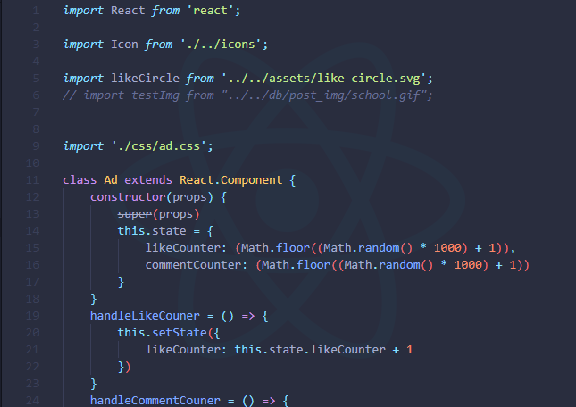 1 import React from 'react';
2
3 import Icon from './../icons';
4
5 import likeCircle from '../../assets/like-circle.svg';
6 // import testImg from "../../db/post_img/school.gif";
7
8
9 import './css/ad.css';
10
11 class Ad extends React.Component {
12 constructor(props) {
13 super(props)
14 this.state = {
15 likeCounter: (Math.floor((Math.random() * 1000) + 1)),
16 commentCounter: (Math.floor((Math.random() * 1000) + 1))
17 }
18 }
19 handleLikeCouner = () => {
20 this.setState({
21 likeCounter: this.state.likeCounter + 1
22 })
23 }
24 handleCommentCouner = () => {